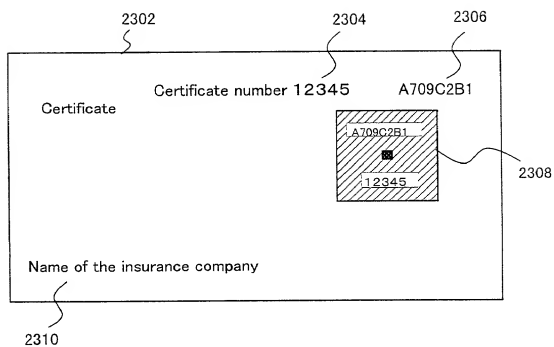 2302 2304 2306
Certificate number 12345 A709C2B1
Certificate
A709C2B1
2308
12345
Name of the insurance company
2310